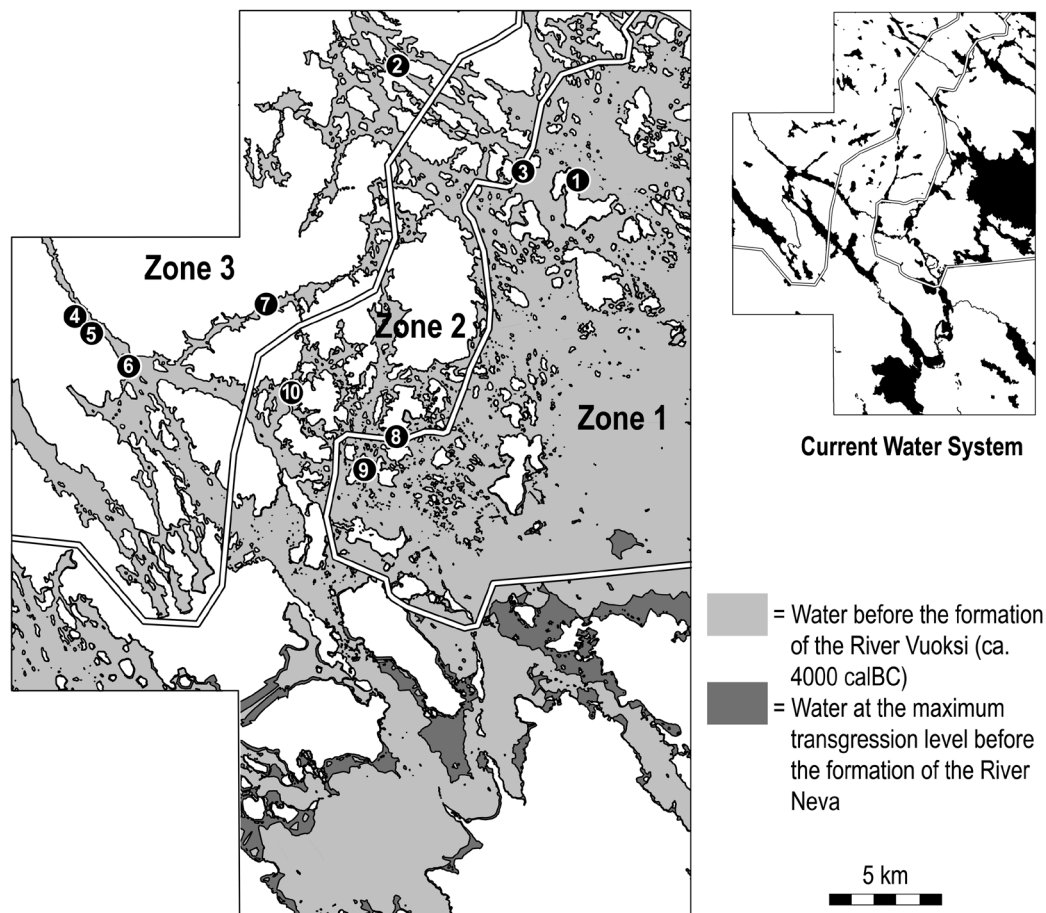 2
3
1
Zone 3
7
4
5
Zone 2
6
10
Zone 1
8
9
Current Water System
= Water before the formation
of the River Vuoksi (ca.
4000 calBC)
= Water at the maximum
transgression level before
the formation of the River
Neva
5 km